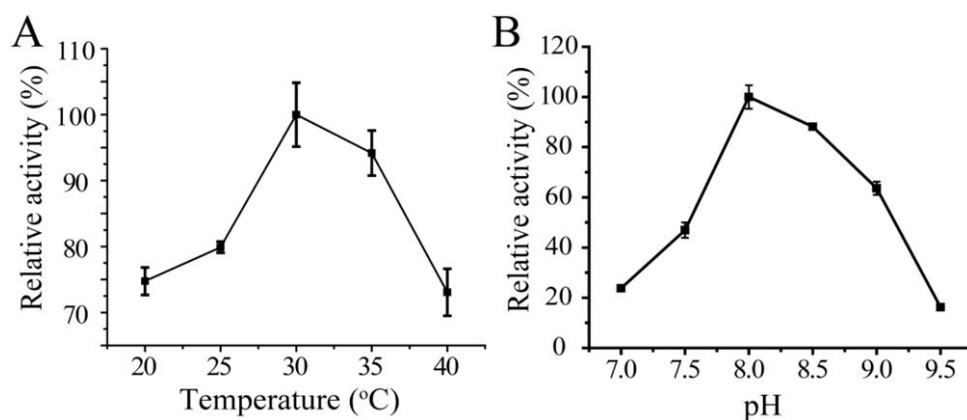 A
Relative activity (%)
110
100
90
80
70
20 25 30 35 40
Temperature (°C)
B
Relative activity (%)
120
100
80
60
40
20
0
7.0 7.5 8.0 8.5 9.0 9.5
pH